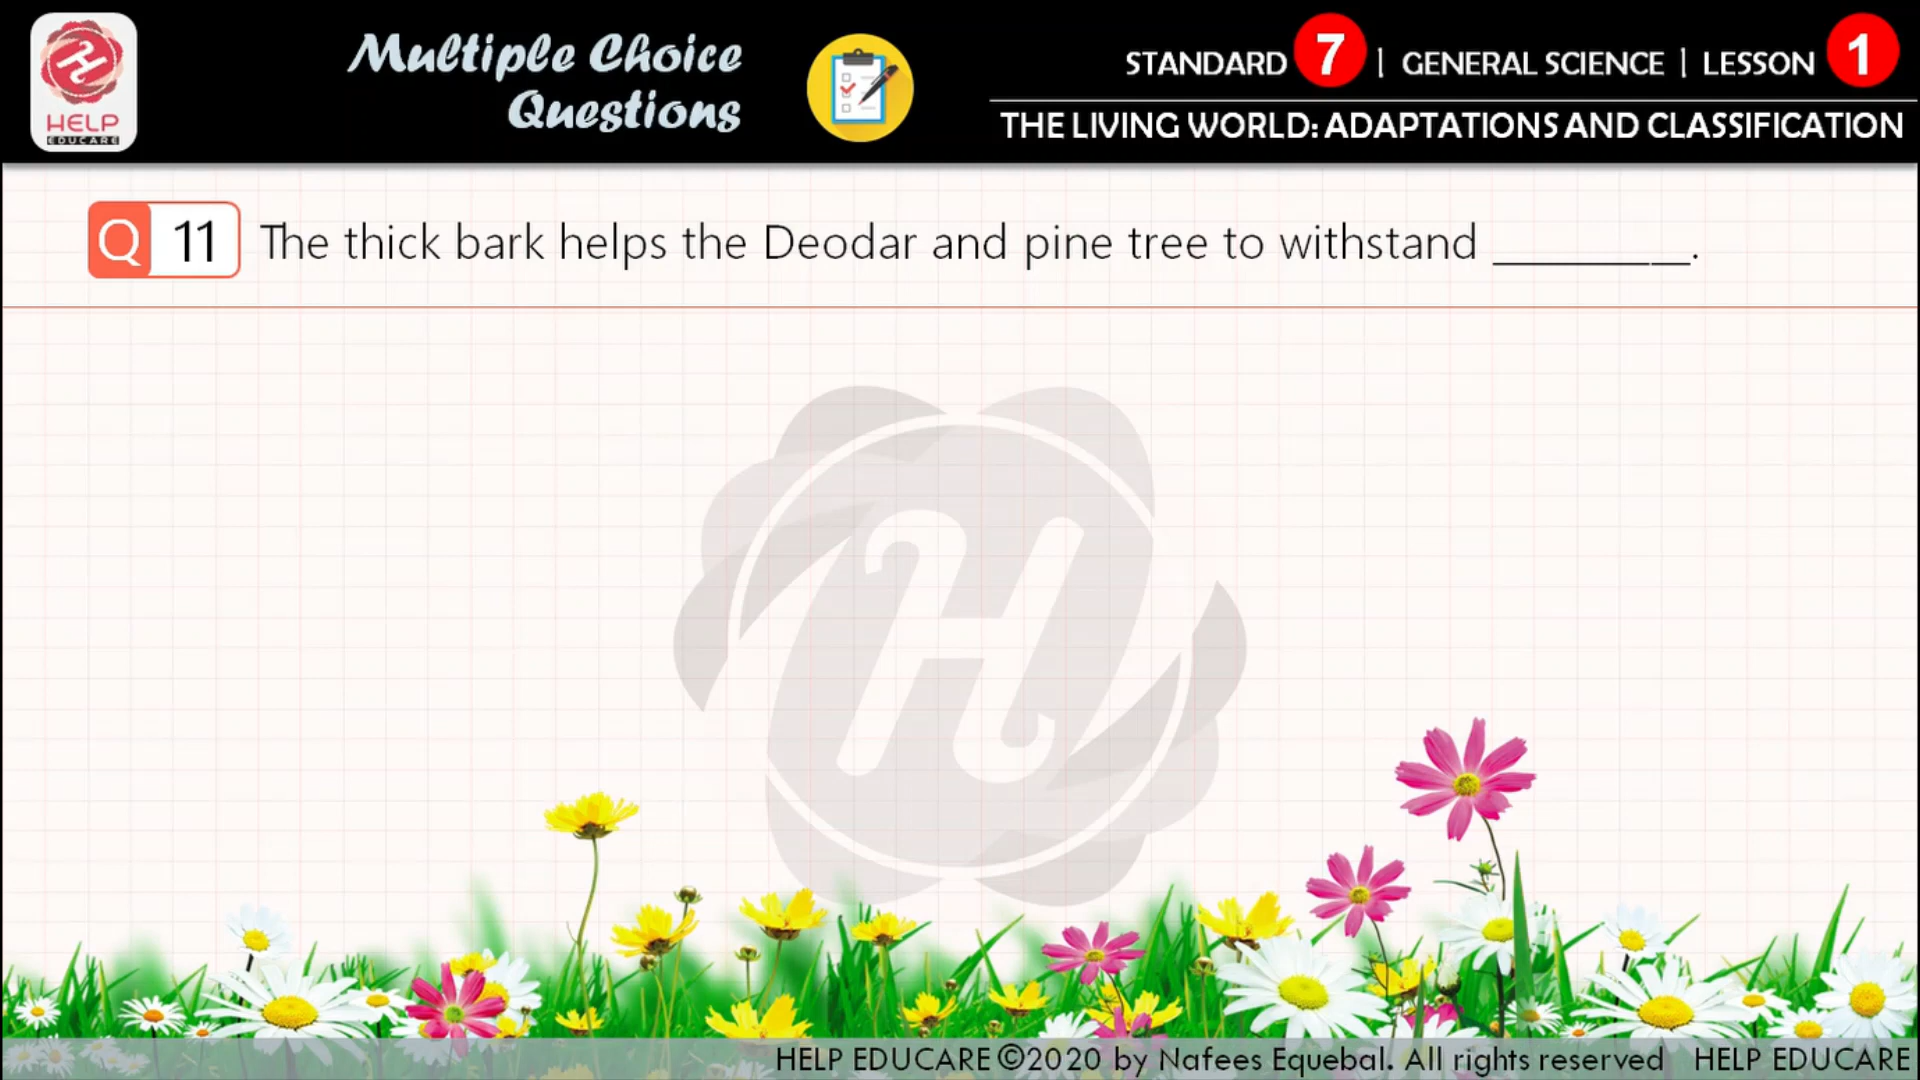 HELP
EDUCARE
Multiple Choice
Questions
STANDARD 7 | GENERAL SCIENCE | LESSON 1
THE LIVING WORLD: ADAPTATIONS AND CLASSIFICATION
Q 11 The thick bark helps the Deodar and pine tree to withstand ________.
HELP EDUCARE ©2020 by Nafees Equebal. All rights reserved HELP EDUCARE